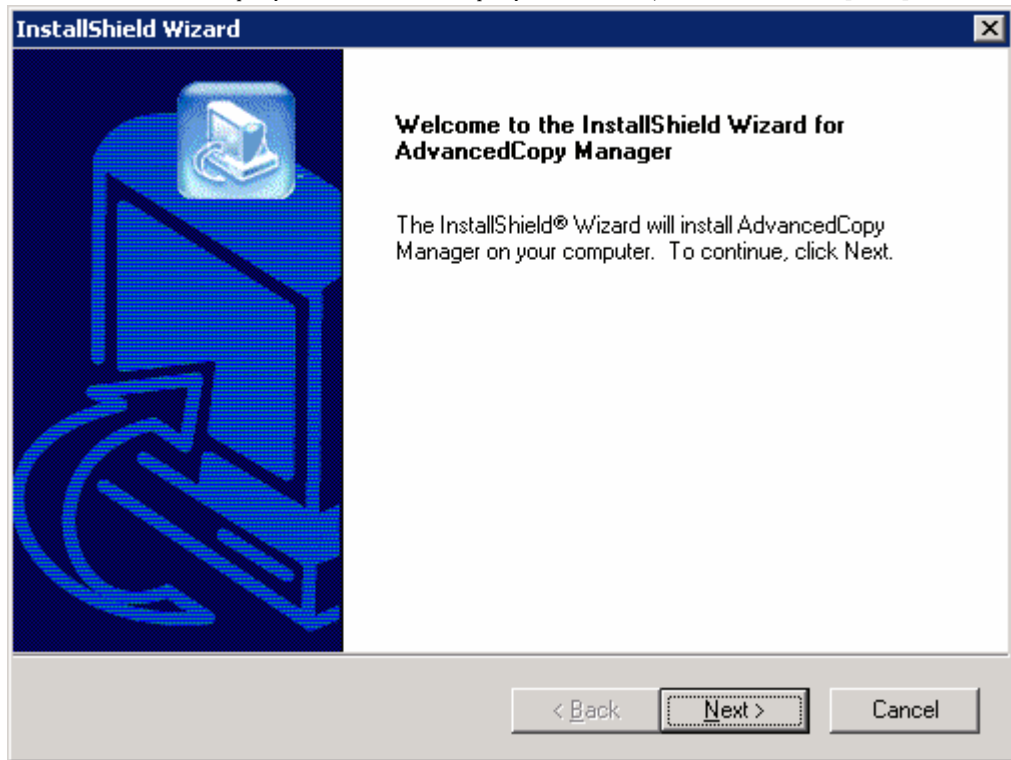 InstallShield Wizard
Welcome to the InstallShield Wizard for
AdvancedCopy Manager
The InstallShield® Wizard will install AdvancedCopy
Manager on your computer. To continue, click Next.
< Back
Next >
Cancel